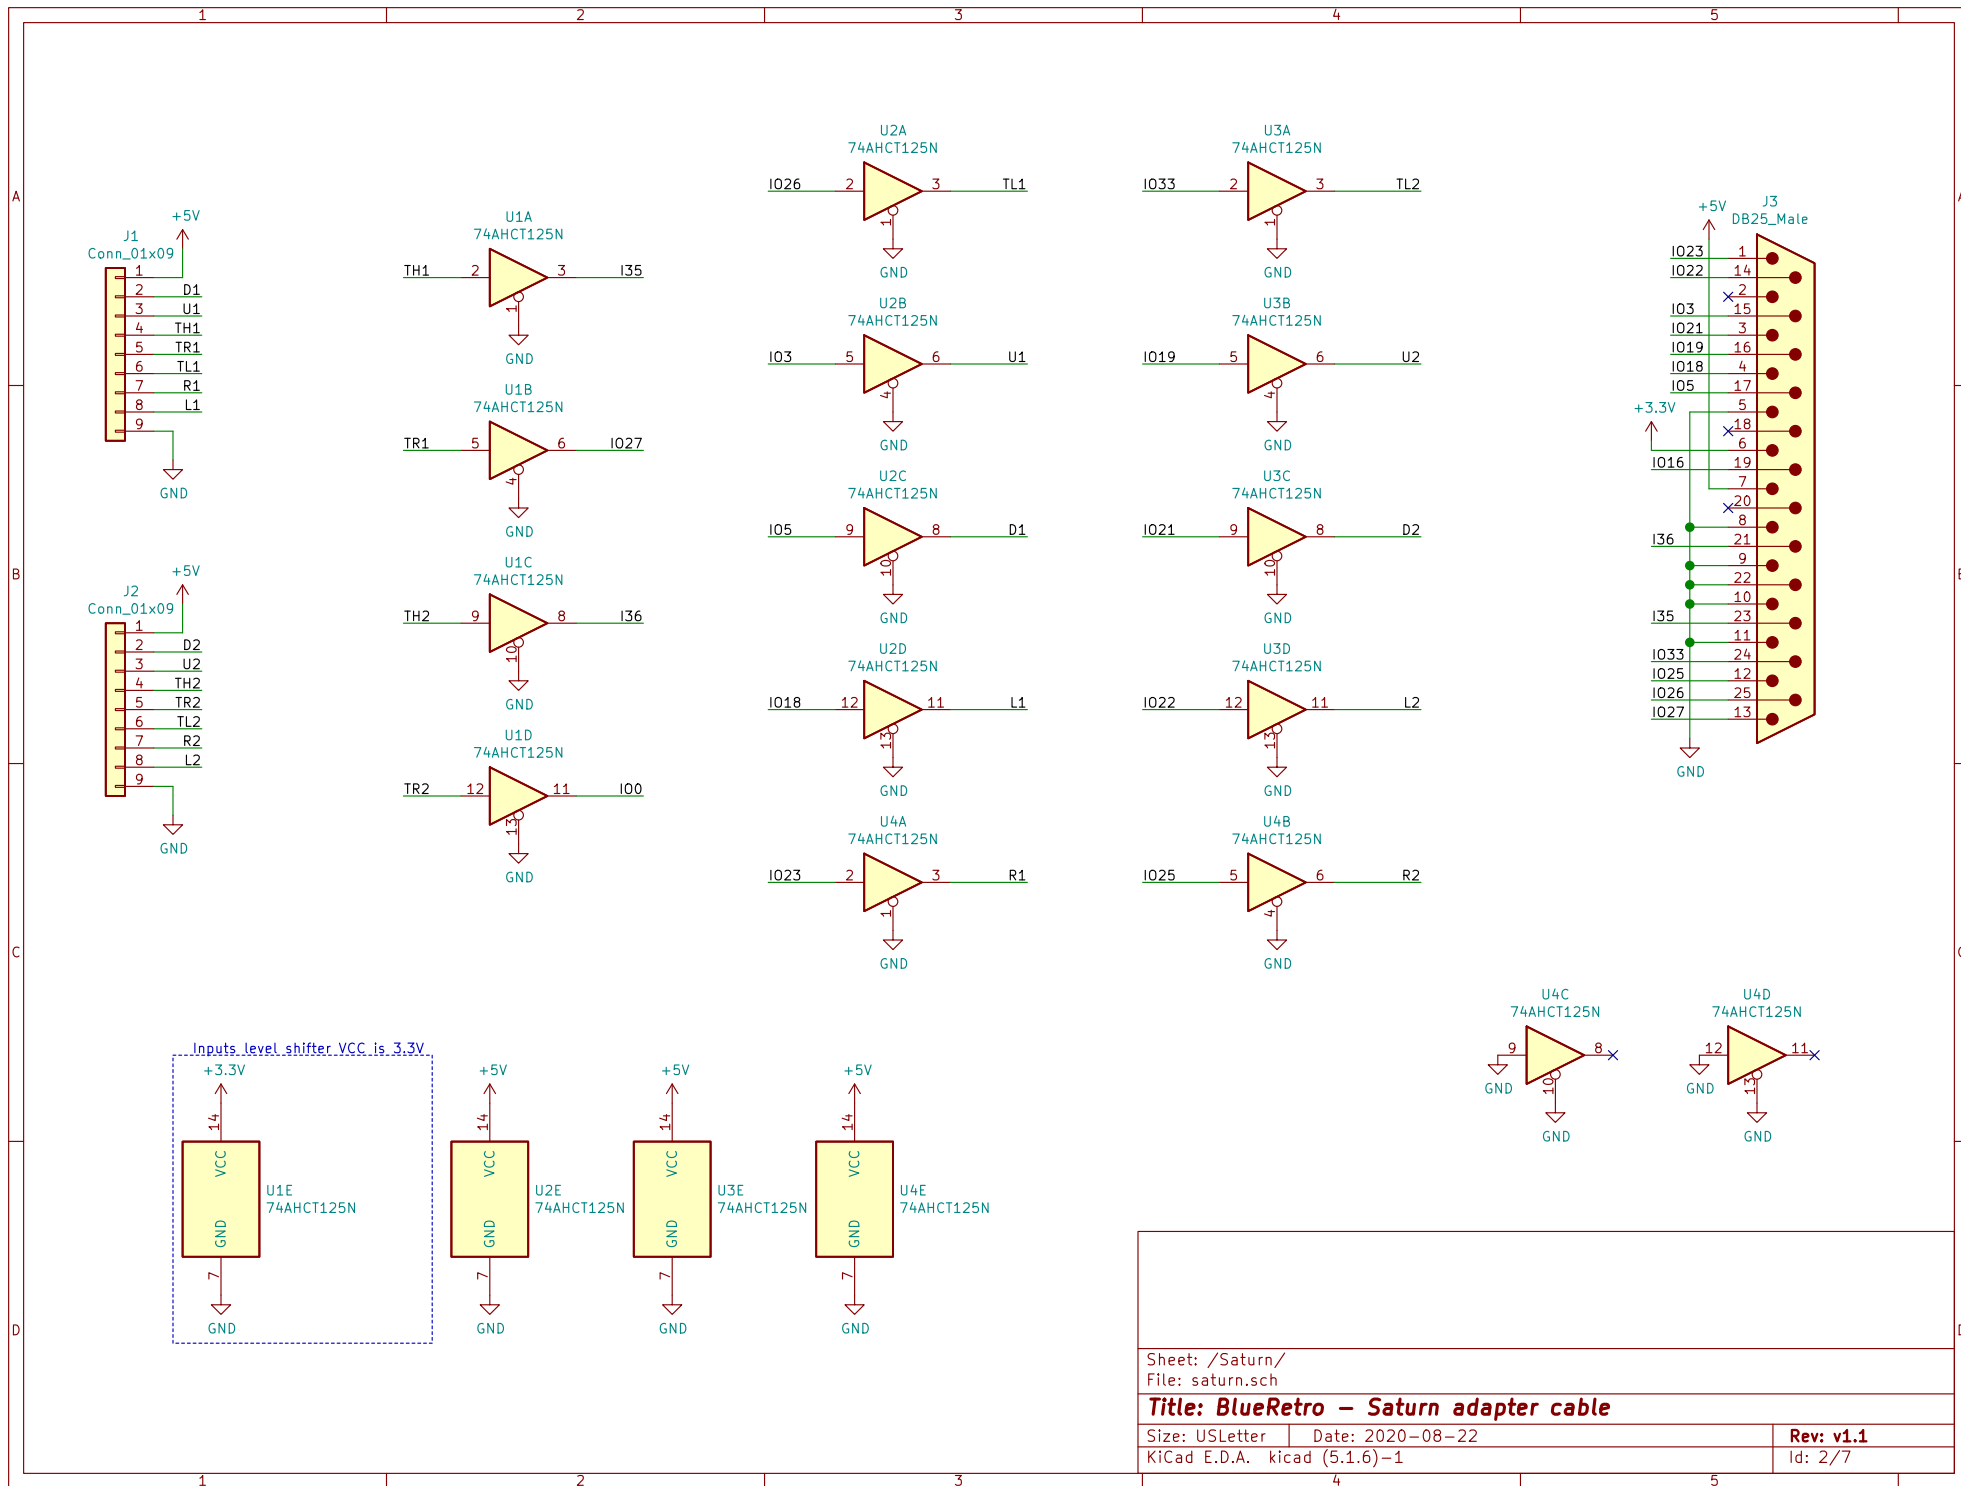 1 2 3 4 5
A
B
C
D
+5V
J1
Conn_01x09
1
2 D1
3 U1
4 TH1
5 TR1
6 TL1
7 R1
8 L1
9
GND
+5V
J2
Conn_01x09
1
2 D2
3 U2
4 TH2
5 TR2
6 TL2
7 R2
8 L2
9
GND
U1A
74AHCT125N
TH1 2 3 I35
1
GND
U1B
74AHCT125N
TR1 5 6 IO27
4
GND
U1C
74AHCT125N
TH2 9 8 I36
10
GND
U1D
74AHCT125N
TR2 12 11 IO0
13
GND
U2A
74AHCT125N
IO26 2 3 TL1
1
GND
U2B
74AHCT125N
IO3 5 6 U1
4
GND
U2C
74AHCT125N
IO5 9 8 D1
10
GND
U2D
74AHCT125N
IO18 12 11 L1
13
GND
U4A
74AHCT125N
IO23 2 3 R1
1
GND
U3A
74AHCT125N
IO33 2 3 TL2
1
GND
U3B
74AHCT125N
IO19 5 6 U2
4
GND
U3C
74AHCT125N
IO21 9 8 D2
10
GND
U3D
74AHCT125N
IO22 12 11 L2
13
GND
U4B
74AHCT125N
IO25 5 6 R2
4
GND
J3
+5V DB25_Male
IO23 1
IO22 14
2
IO3 15
IO21 3
IO19 16
IO18 4
IO5 17
+3.3V 5
18
6
IO16 19
7
20
8
I36 21
9
22
10
I35 23
11
IO33 24
IO25 12
IO26 25
IO27 13
GND
U4C
74AHCT125N
9 8
GND
10
GND
U4D
74AHCT125N
12 11
GND
13
GND
Inputs level shifter VCC is 3.3V
+3.3V
14
VCC
U1E
74AHCT125N
GND
7
GND
+5V
14
VCC
U2E
74AHCT125N
GND
7
GND
+5V
14
VCC
U3E
74AHCT125N
GND
7
GND
+5V
14
VCC
U4E
74AHCT125N
GND
7
GND
Sheet: /Saturn/
File: saturn.sch
Title: BlueRetro – Saturn adapter cable
Size: USLetter Date: 2020-08-22 Rev: v1.1
KiCad E.D.A. kicad (5.1.6)-1 Id: 2/7
1 2 3 4 5